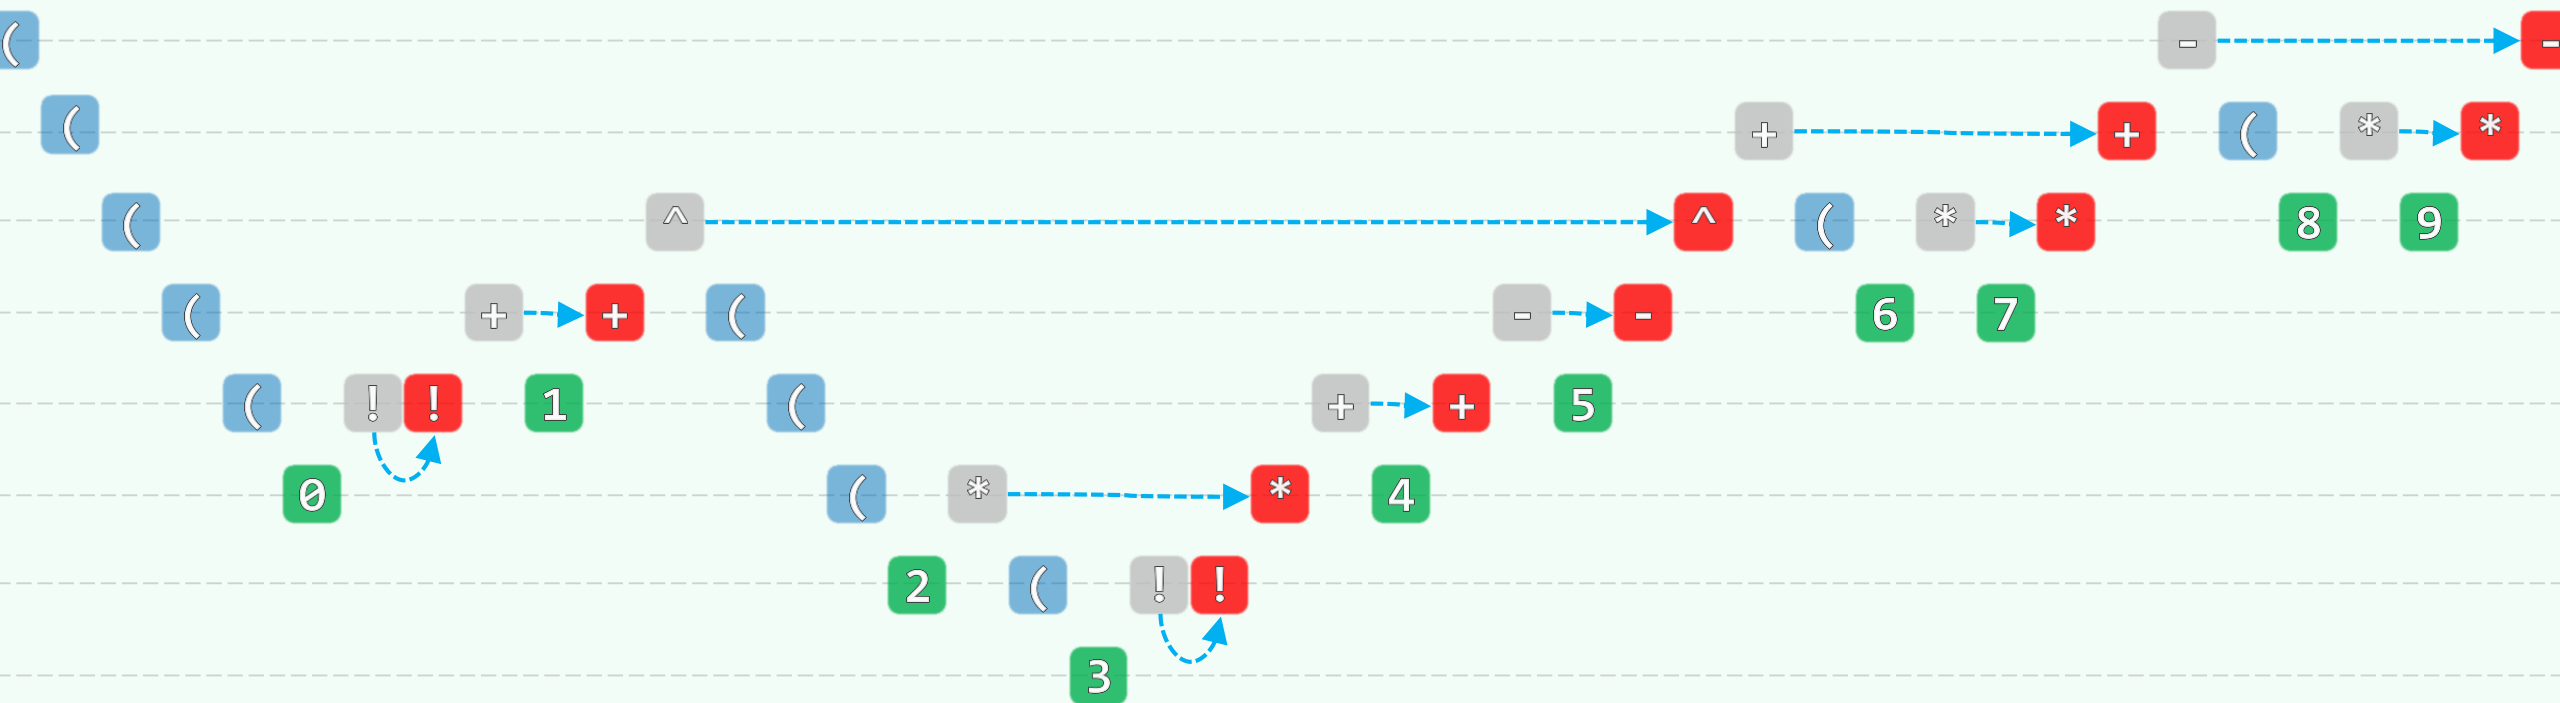 ( - -
( + + ( * *
( ^ ^ ( * * 8 9
( + + ( - - 6 7
( ! ! 1 ( + + 5
0 ( * * 4
2 ( ! !
3